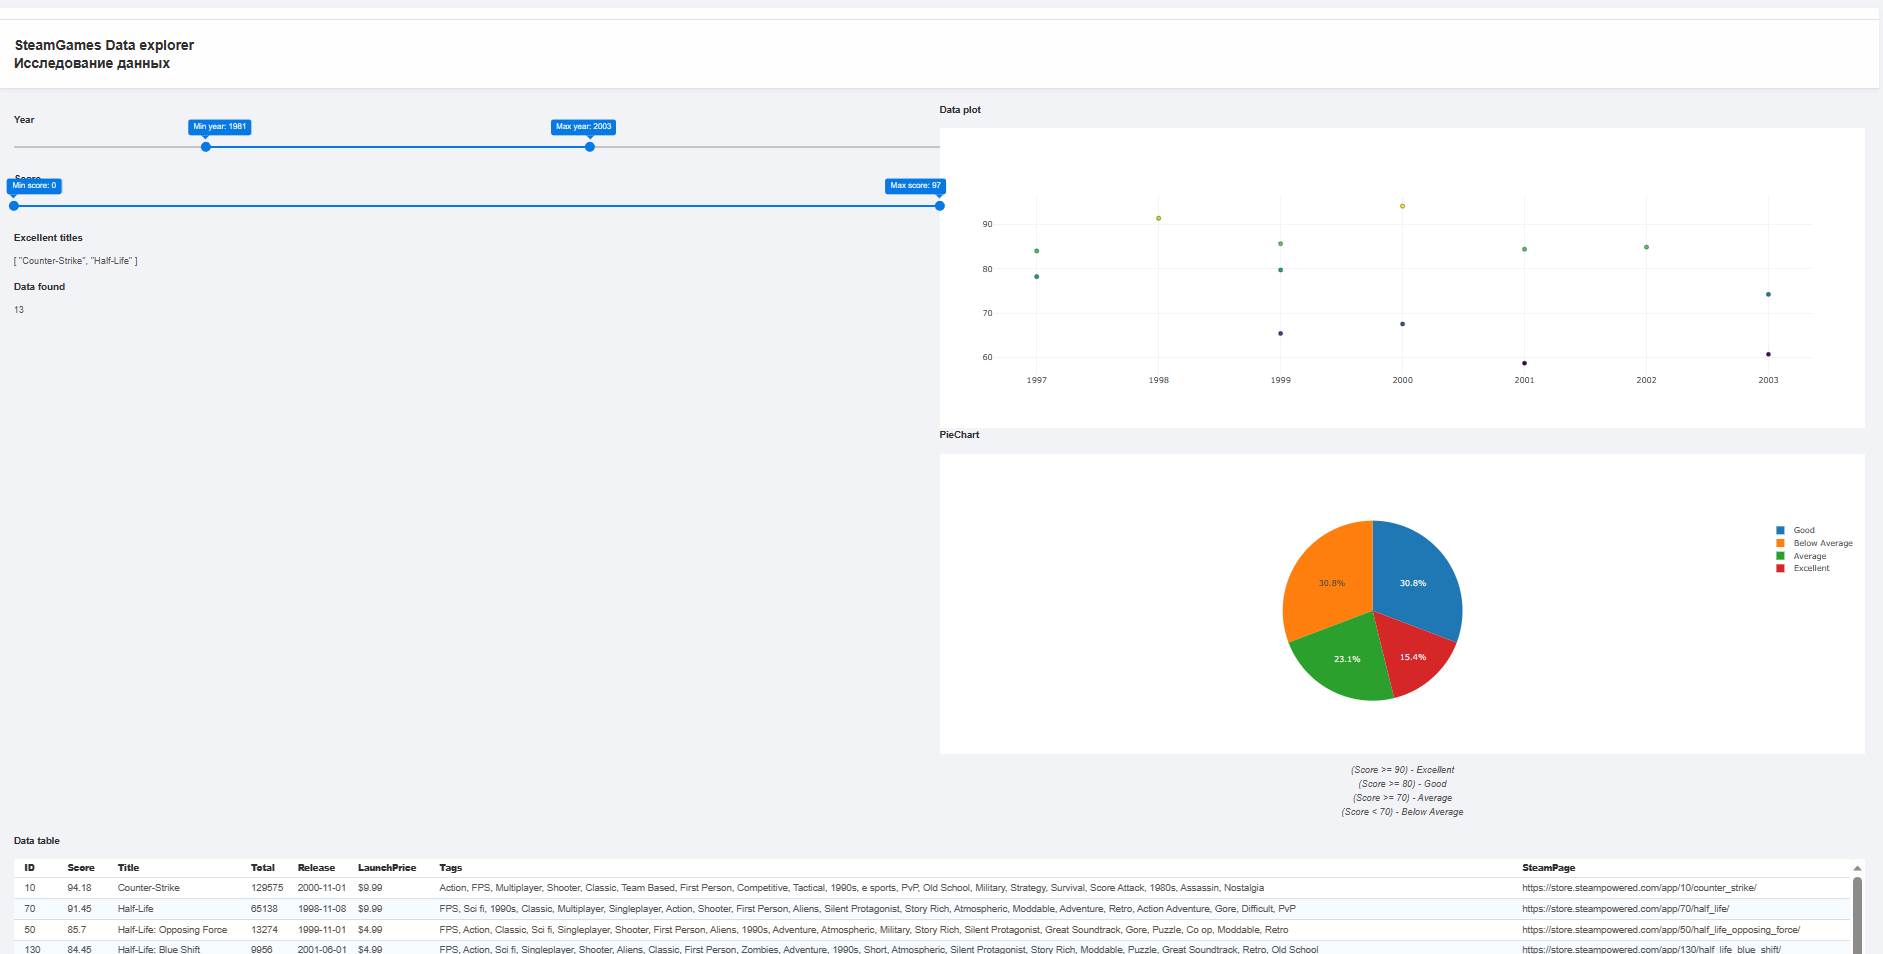 SteamGames Data explorer
Исследование данных
Year
Min year: 1981
Max year: 2003
Score
Min score: 0
Max score: 97
Excellent titles
[ "Counter-Strike", "Half-Life" ]
Data found
13
Data plot
90
80
70
60
1997 1998 1999 2000 2001 2002 2003
PieChart
30.8% 30.8%
23.1% 15.4%
Good
Below Average
Average
Excellent
(Score >= 90) - Excellent
(Score >= 80) - Good
(Score >= 70) - Average
(Score < 70) - Below Average
Data table
ID Score Title Total Release LaunchPrice Tags SteamPage
10 94.18 Counter-Strike 129575 2000-11-01 $9.99 Action, FPS, Multiplayer, Shooter, Classic, Team Based, First Person, Competitive, Tactical, 1990s, e sports, PvP, Old School, Military, Strategy, Survival, Score Attack, 1980s, Assassin, Nostalgia https://store.steampowered.com/app/10/counter_strike/
70 91.45 Half-Life 65138 1998-11-08 $9.99 FPS, Sci fi, 1990s, Classic, Multiplayer, Singleplayer, Action, Shooter, First Person, Aliens, Silent Protagonist, Story Rich, Atmospheric, Moddable, Adventure, Retro, Action Adventure, Gore, Difficult, PvP https://store.steampowered.com/app/70/half_life/
50 85.7 Half-Life: Opposing Force 13274 1999-11-01 $4.99 FPS, Action, Classic, Sci fi, Singleplayer, Shooter, First Person, Aliens, 1990s, Adventure, Atmospheric, Military, Story Rich, Silent Protagonist, Great Soundtrack, Gore, Puzzle, Co op, Moddable, Retro https://store.steampowered.com/app/50/half_life_opposing_force/
130 84.45 Half-Life: Blue Shift 9956 2001-06-01 $4.99 FPS, Action, Sci fi, Singleplayer, Shooter, Aliens, Classic, First Person, Zombies, Adventure, 1990s, Short, Atmospheric, Silent Protagonist, Story Rich, Moddable, Puzzle, Great Soundtrack, Retro, Old School https://store.steampowered.com/app/130/half_life_blue_shift/